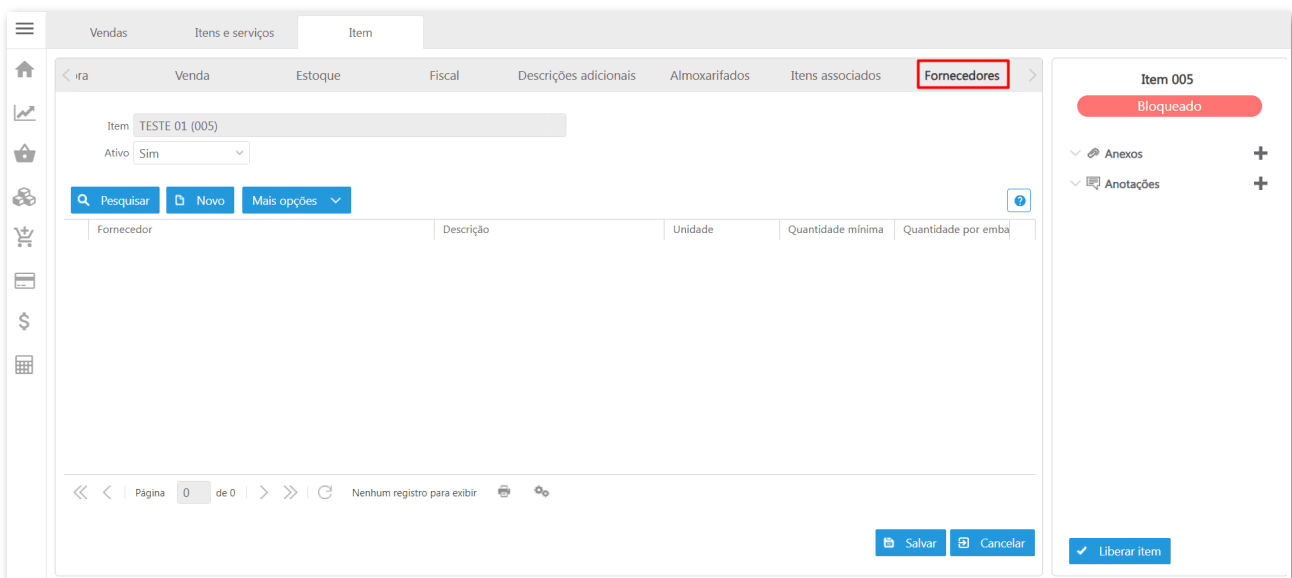 Vendas Itens e serviços Item
ora Venda Estoque Fiscal Descrições adicionais Almoxarifados Itens associados Fornecedores
Item 005
Bloqueado
Item TESTE 01 (005)
Ativo Sim
Anexos
Anotações
Pesquisar Novo Mais opções
Fornecedor Descrição Unidade Quantidade mínima Quantidade por emba
Página 0 de 0 Nenhum registro para exibir
Salvar Cancelar
Liberar item